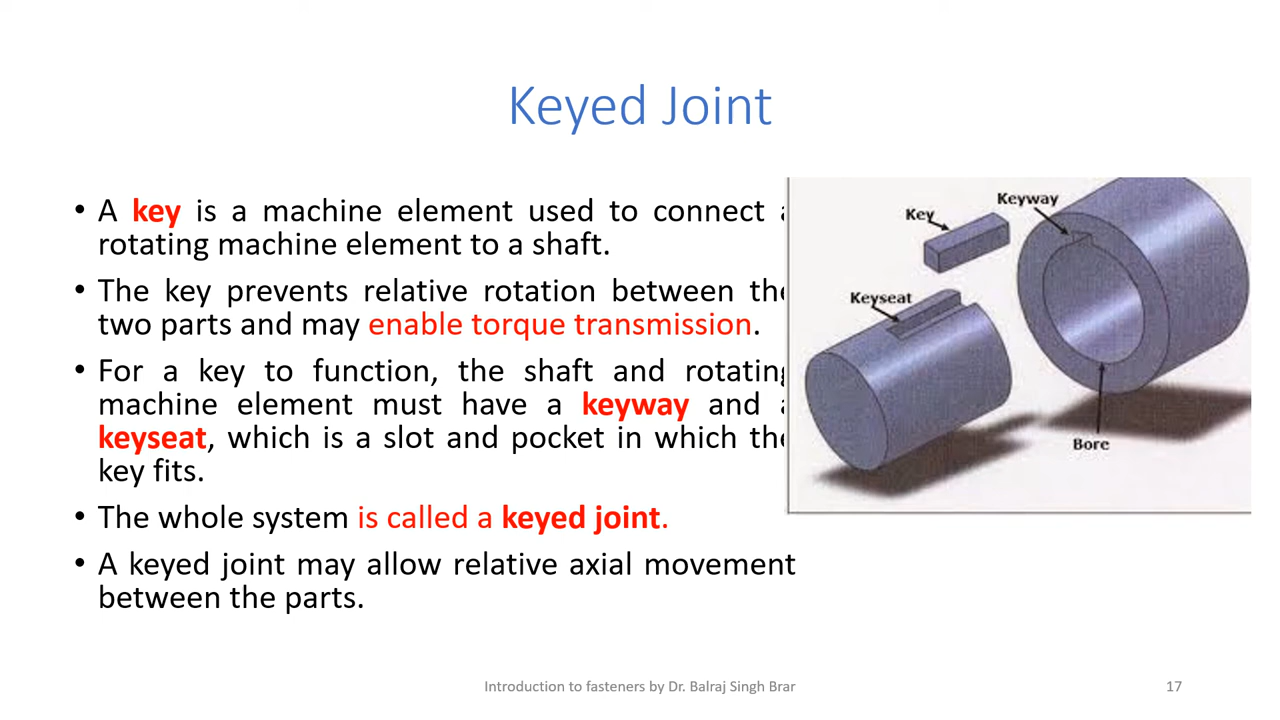 Keyed Joint
• A key is a machine element used to connect a
rotating machine element to a shaft.
• The key prevents relative rotation between the
two parts and may enable torque transmission.
• For a key to function, the shaft and rotating
machine element must have a keyway and a
keyseat, which is a slot and pocket in which the
key fits.
• The whole system is called a keyed joint.
• A keyed joint may allow relative axial movement
between the parts.
Key
Keyway
Keyseat
Bore
Introduction to fasteners by Dr. Balraj Singh Brar
17